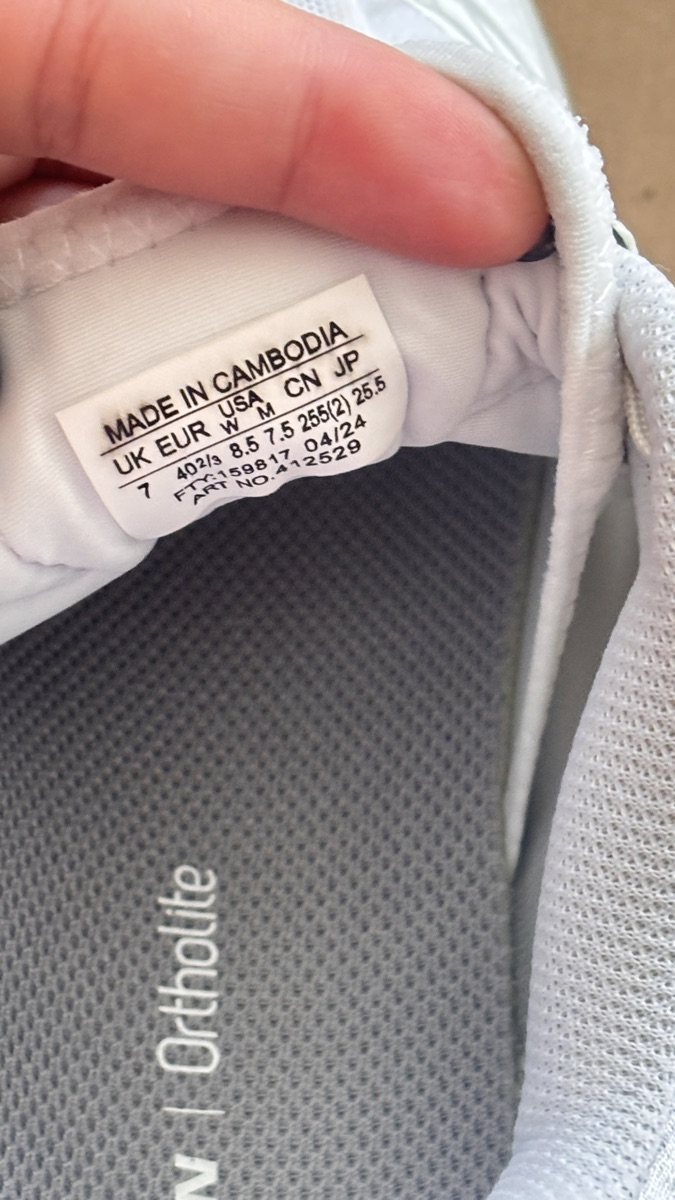 MADE IN CAMBODIA
USA
UK EUR W M CN JP
7 40 2/3 8.5 7.5 255(2) 25.5
FTY:159817 04/24
ART NO.412529
N | Ortholite